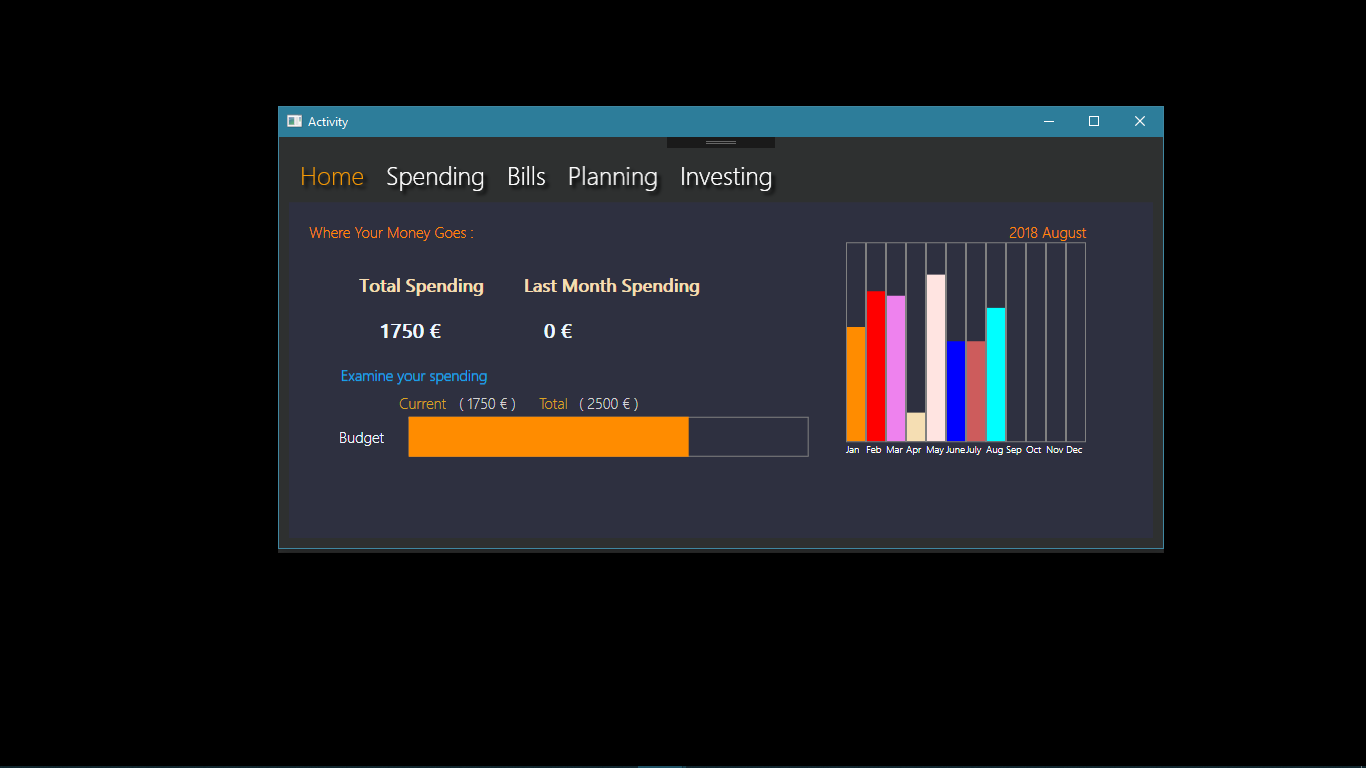 Activity
Home Spending Bills Planning Investing
Where Your Money Goes :
2018 August
Total Spending Last Month Spending
1750 € 0 €
Examine your spending
Current ( 1750 € ) Total ( 2500 € )
Budget
Jan Feb Mar Apr May June July Aug Sep Oct Nov Dec